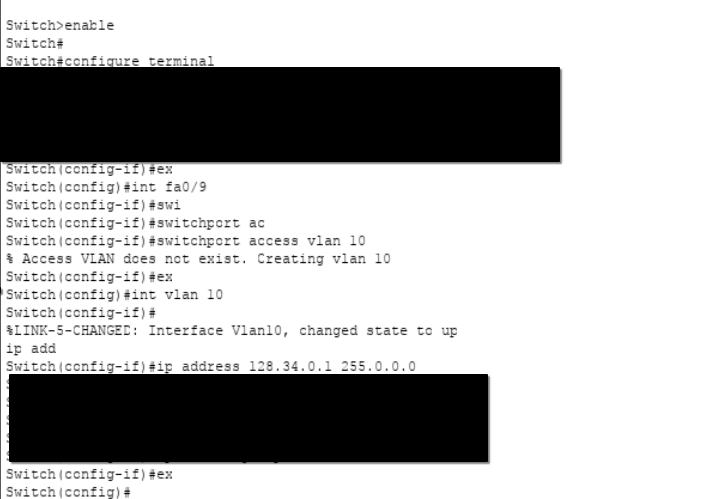 Switch>enable
Switch#
Switch#configure terminal
Switch(config-if)#ex
Switch(config)#int fa0/9
Switch(config-if)#swi
Switch(config-if)#switchport ac
Switch(config-if)#switchport access vlan 10
% Access VLAN does not exist. Creating vlan 10
Switch(config-if)#ex
Switch(config)#int vlan 10
Switch(config-if)#
%LINK-5-CHANGED: Interface Vlan10, changed state to up
ip add
Switch(config-if)#ip address 128.34.0.1 255.0.0.0
Switch(config-if)#ex
Switch(config)#